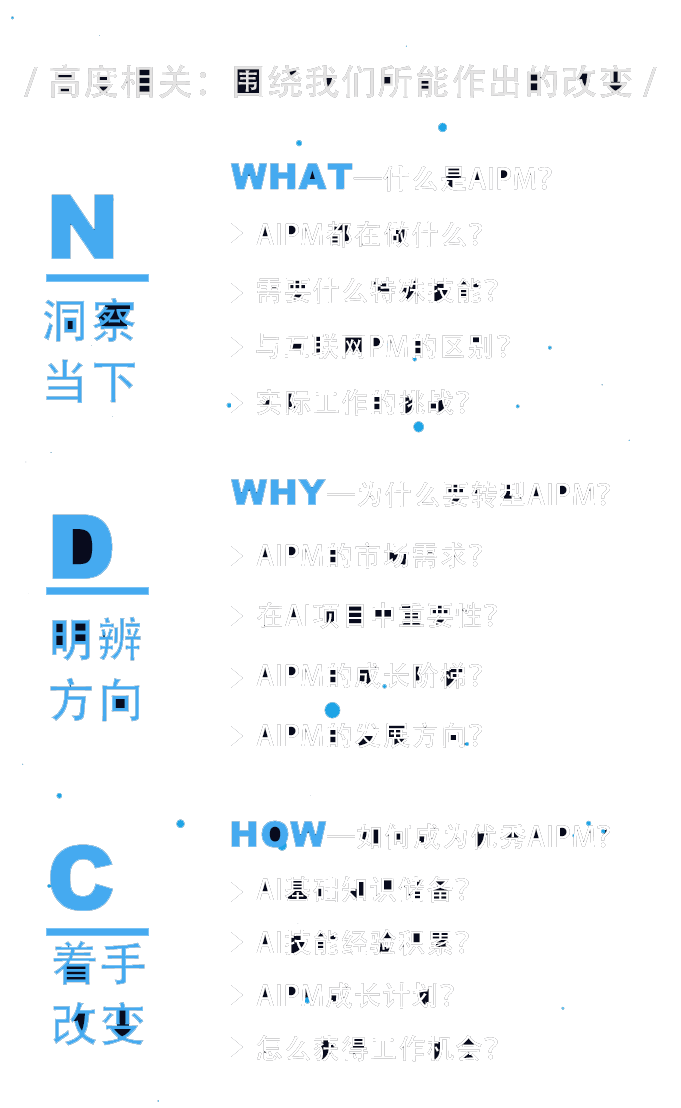 / 高度相关：围绕我们所能作出的改变 /
N
洞察
当下
WHAT—什么是AIPM?
> AIPM都在做什么?
> 需要什么特殊技能?
> 与互联网PM的区别?
> 实际工作的挑战?
D
明辨
方向
WHY—为什么要转型AIPM?
> AIPM的市场需求?
> 在AI项目中重要性?
> AIPM的成长阶梯?
> AIPM的发展方向?
C
着手
改变
HOW—如何成为优秀AIPM?
> AI基础知识储备?
> AI技能经验积累?
> AIPM成长计划?
> 怎么获得工作机会?